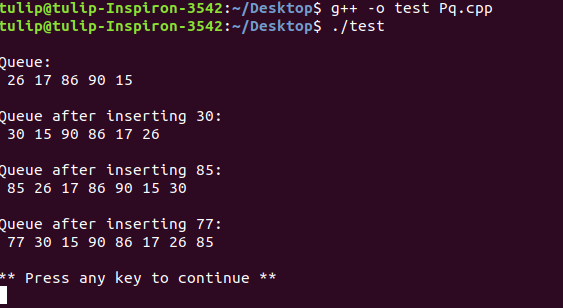 tulip@tulip-Inspiron-3542:~/Desktop$ g++ -o test Pq.cpp
tulip@tulip-Inspiron-3542:~/Desktop$ ./test
Queue:
26 17 86 90 15
Queue after inserting 30:
30 15 90 86 17 26
Queue after inserting 85:
85 26 17 86 90 15 30
Queue after inserting 77:
77 30 15 90 86 17 26 85
** Press any key to continue **